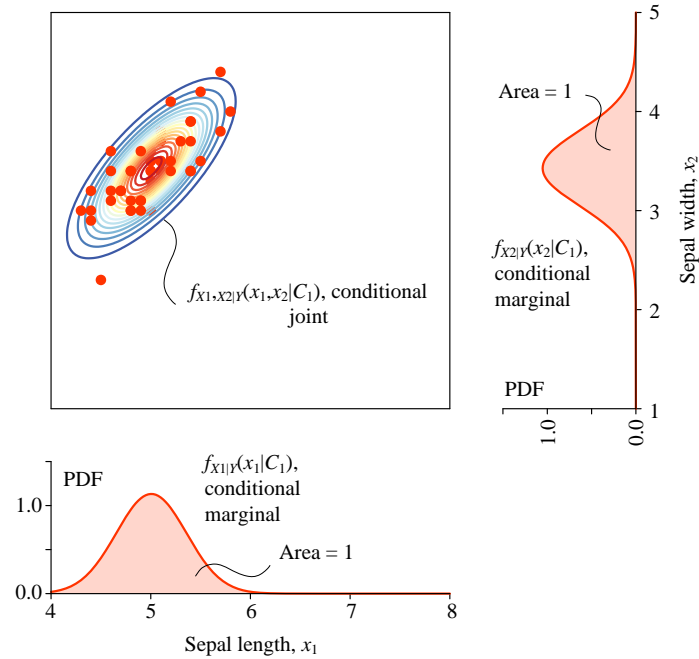 5
Area = 1
4
3
Sepal width, x₂
f_{X2|Y}(x₂|C₁),
conditional
marginal
f_{X1,X2|Y}(x₁,x₂|C₁), conditional
joint
2
PDF
1
1.0
0.0
f_{X1|Y}(x₁|C₁),
conditional
marginal
PDF
1.0
Area = 1
0.0
4 5 6 7 8
Sepal length, x₁